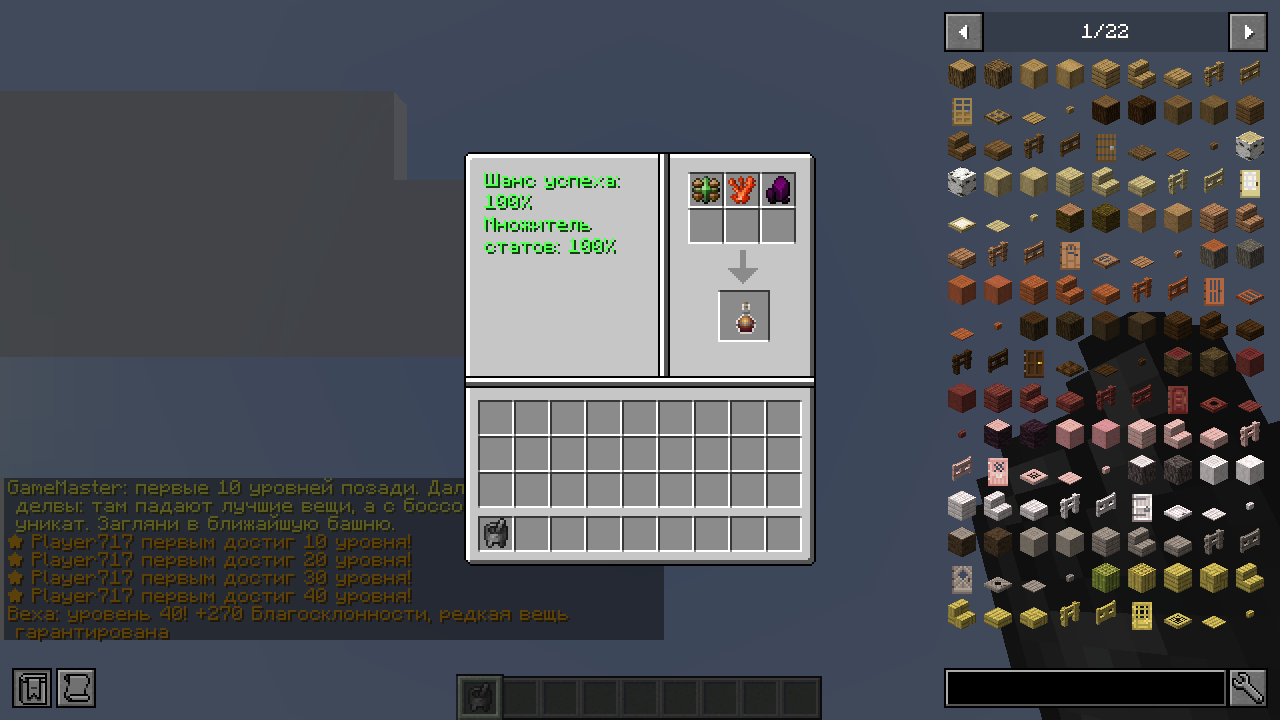 1/22
Шанс успеха:
100%
Множитель
статов: 100%
GameMaster: первые 10 уровней позади. Дал
делвы: там падают лучшие вещи, а с боссо
уникат. Загляни в ближайшую башню.
★ Player717 первым достиг 10 уровня!
★ Player717 первым достиг 20 уровня!
★ Player717 первым достиг 30 уровня!
★ Player717 первым достиг 40 уровня!
Веха: уровень 40! +270 Благосклонности, редкая вещь
гарантирована